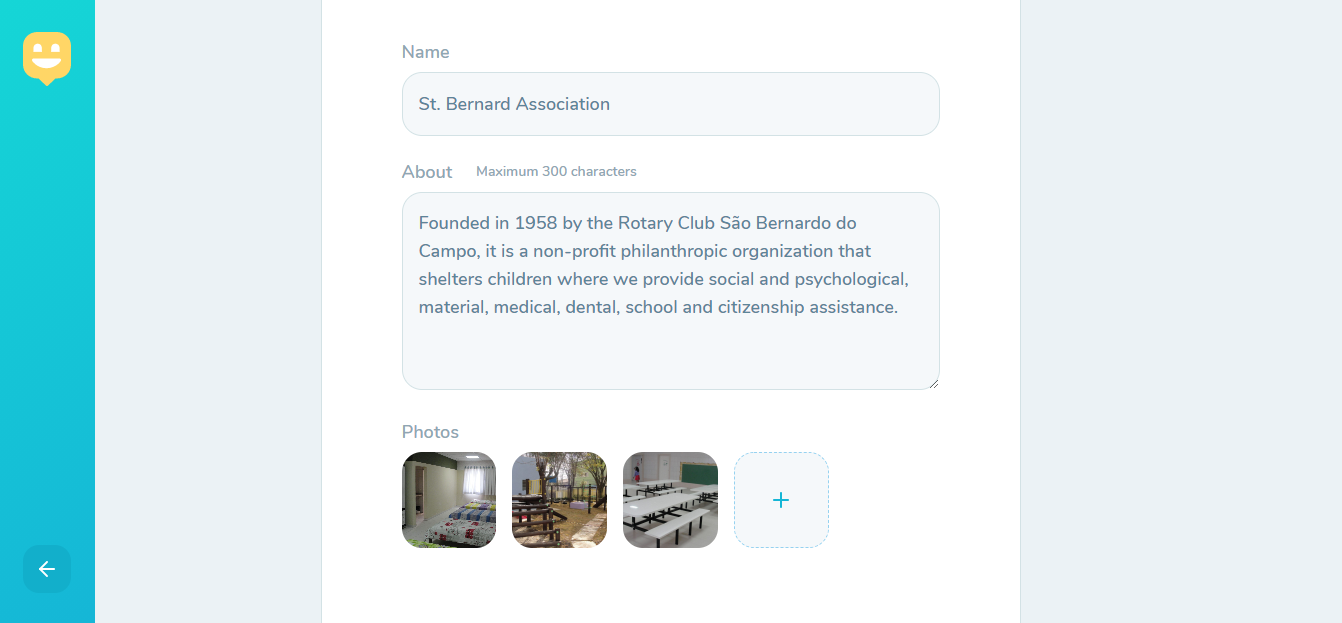 Name
St. Bernard Association
About Maximum 300 characters
Founded in 1958 by the Rotary Club São Bernardo do
Campo, it is a non-profit philanthropic organization that
shelters children where we provide social and psychological,
material, medical, dental, school and citizenship assistance.
Photos